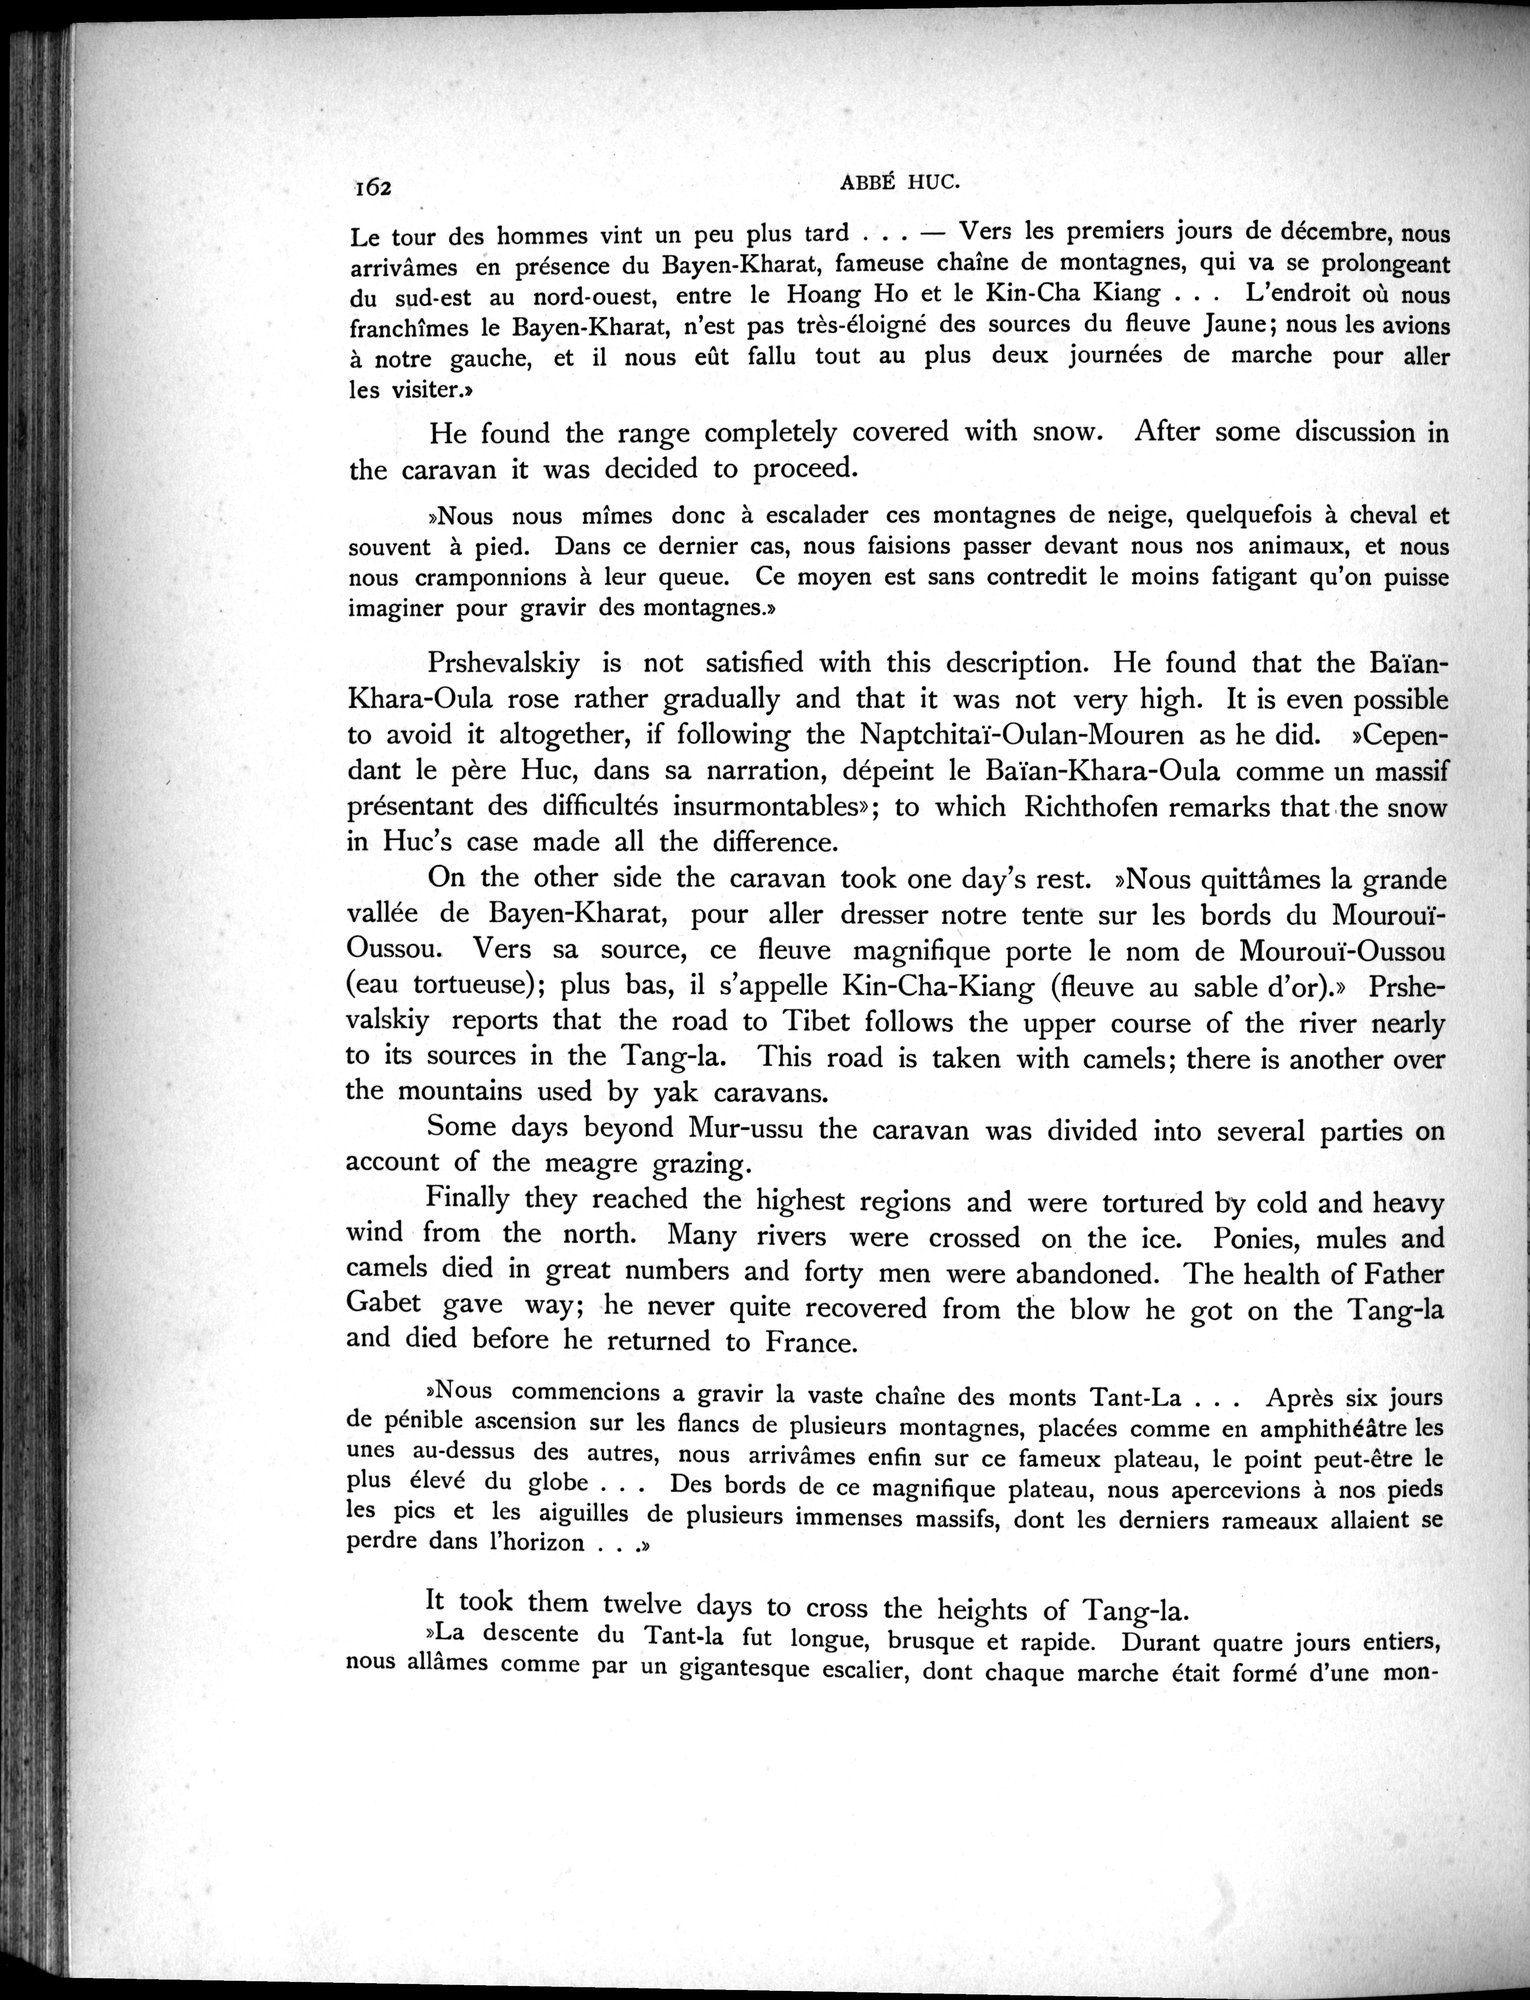 162
ABBÉ HUC.
Le tour des hommes vint un peu plus tard . . . — Vers les premiers jours de décembre, nous
arrivâmes en présence du Bayen-Kharat, fameuse chaîne de montagnes, qui va se prolongeant
du sud-est au nord-ouest, entre le Hoang Ho et le Kin-Cha Kiang . . . L'endroit où nous
franchîmes le Bayen-Kharat, n'est pas très-éloigné des sources du fleuve Jaune; nous les avions
à notre gauche, et il nous eût fallu tout au plus deux journées de marche pour aller
les visiter.»
He found the range completely covered with snow. After some discussion in
the caravan it was decided to proceed.
»Nous nous mîmes donc à escalader ces montagnes de neige, quelquefois à cheval et
souvent à pied. Dans ce dernier cas, nous faisions passer devant nous nos animaux, et nous
nous cramponnions à leur queue. Ce moyen est sans contredit le moins fatigant qu'on puisse
imaginer pour gravir des montagnes.»
Prshevalskiy is not satisfied with this description. He found that the Baïan-
Khara-Oula rose rather gradually and that it was not very high. It is even possible
to avoid it altogether, if following the Naptchitaï-Oulan-Mouren as he did. »Cepen-
dant le père Huc, dans sa narration, dépeint le Baïan-Khara-Oula comme un massif
présentant des difficultés insurmontables»; to which Richthofen remarks that the snow
in Huc's case made all the difference.
On the other side the caravan took one day's rest. »Nous quittâmes la grande
vallée de Bayen-Kharat, pour aller dresser notre tente sur les bords du Mourouï-
Oussou. Vers sa source, ce fleuve magnifique porte le nom de Mourouï-Oussou
(eau tortueuse); plus bas, il s'appelle Kin-Cha-Kiang (fleuve au sable d'or).» Prshe-
valskiy reports that the road to Tibet follows the upper course of the river nearly
to its sources in the Tang-la. This road is taken with camels; there is another over
the mountains used by yak caravans.
Some days beyond Mur-ussu the caravan was divided into several parties on
account of the meagre grazing.
Finally they reached the highest regions and were tortured by cold and heavy
wind from the north. Many rivers were crossed on the ice. Ponies, mules and
camels died in great numbers and forty men were abandoned. The health of Father
Gabet gave way; he never quite recovered from the blow he got on the Tang-la
and died before he returned to France.
»Nous commencions a gravir la vaste chaîne des monts Tant-La . . . Après six jours
de pénible ascension sur les flancs de plusieurs montagnes, placées comme en amphithéâtre les
unes au-dessus des autres, nous arrivâmes enfin sur ce fameux plateau, le point peut-être le
plus élevé du globe . . . Des bords de ce magnifique plateau, nous apercevions à nos pieds
les pics et les aiguilles de plusieurs immenses massifs, dont les derniers rameaux allaient se
perdre dans l'horizon . . .»
It took them twelve days to cross the heights of Tang-la.
»La descente du Tant-la fut longue, brusque et rapide. Durant quatre jours entiers,
nous allâmes comme par un gigantesque escalier, dont chaque marche était formé d'une mon-